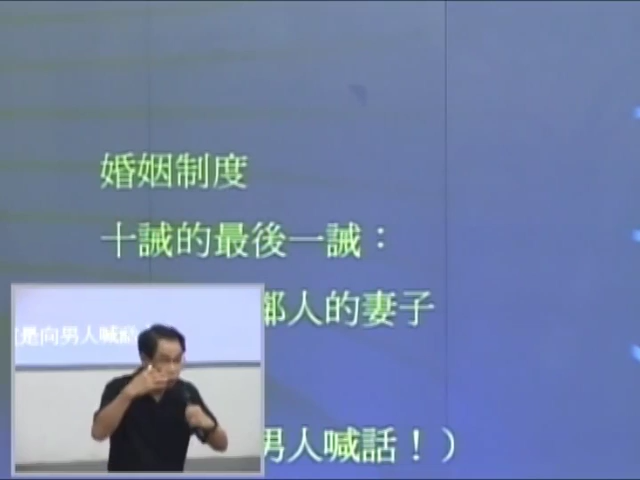 婚姻制度
十誡的最後一誡：
鄰人的妻子
男人喊話！）
是向男人喊話